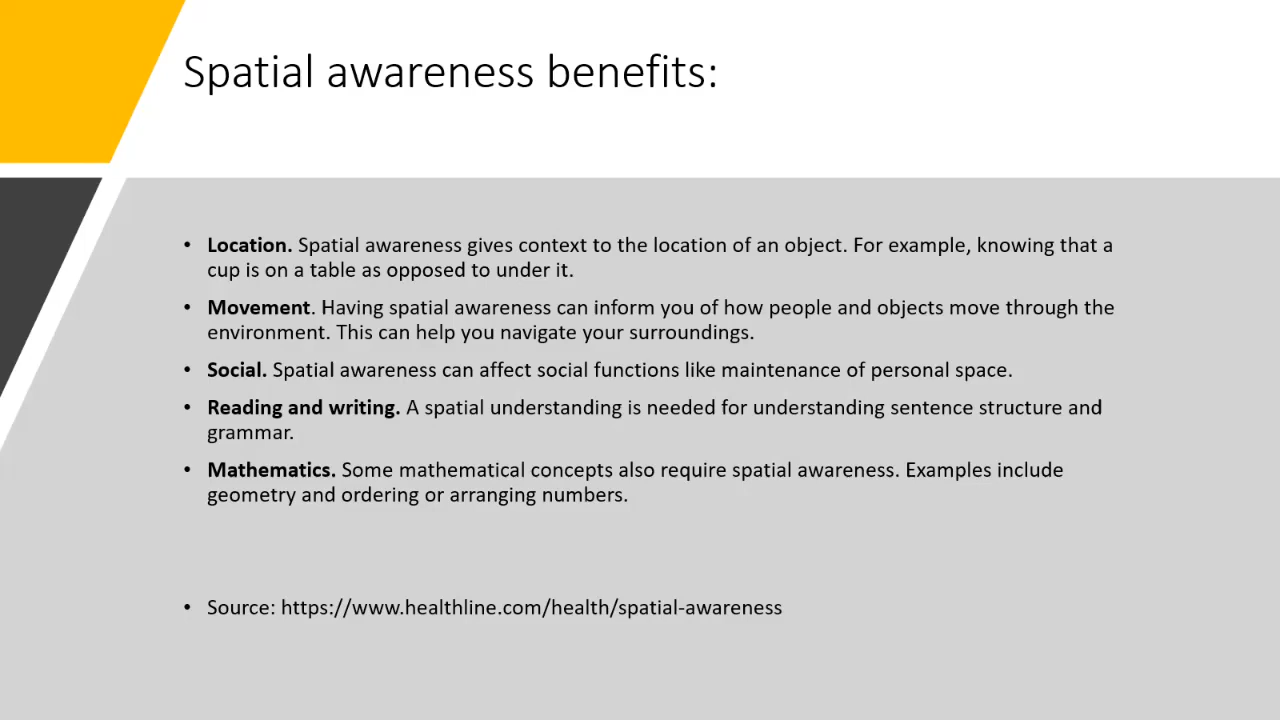 Spatial awareness benefits:
• Location. Spatial awareness gives context to the location of an object. For example, knowing that a
cup is on a table as opposed to under it.
• Movement. Having spatial awareness can inform you of how people and objects move through the
environment. This can help you navigate your surroundings.
• Social. Spatial awareness can affect social functions like maintenance of personal space.
• Reading and writing. A spatial understanding is needed for understanding sentence structure and
grammar.
• Mathematics. Some mathematical concepts also require spatial awareness. Examples include
geometry and ordering or arranging numbers.
• Source: https://www.healthline.com/health/spatial-awareness